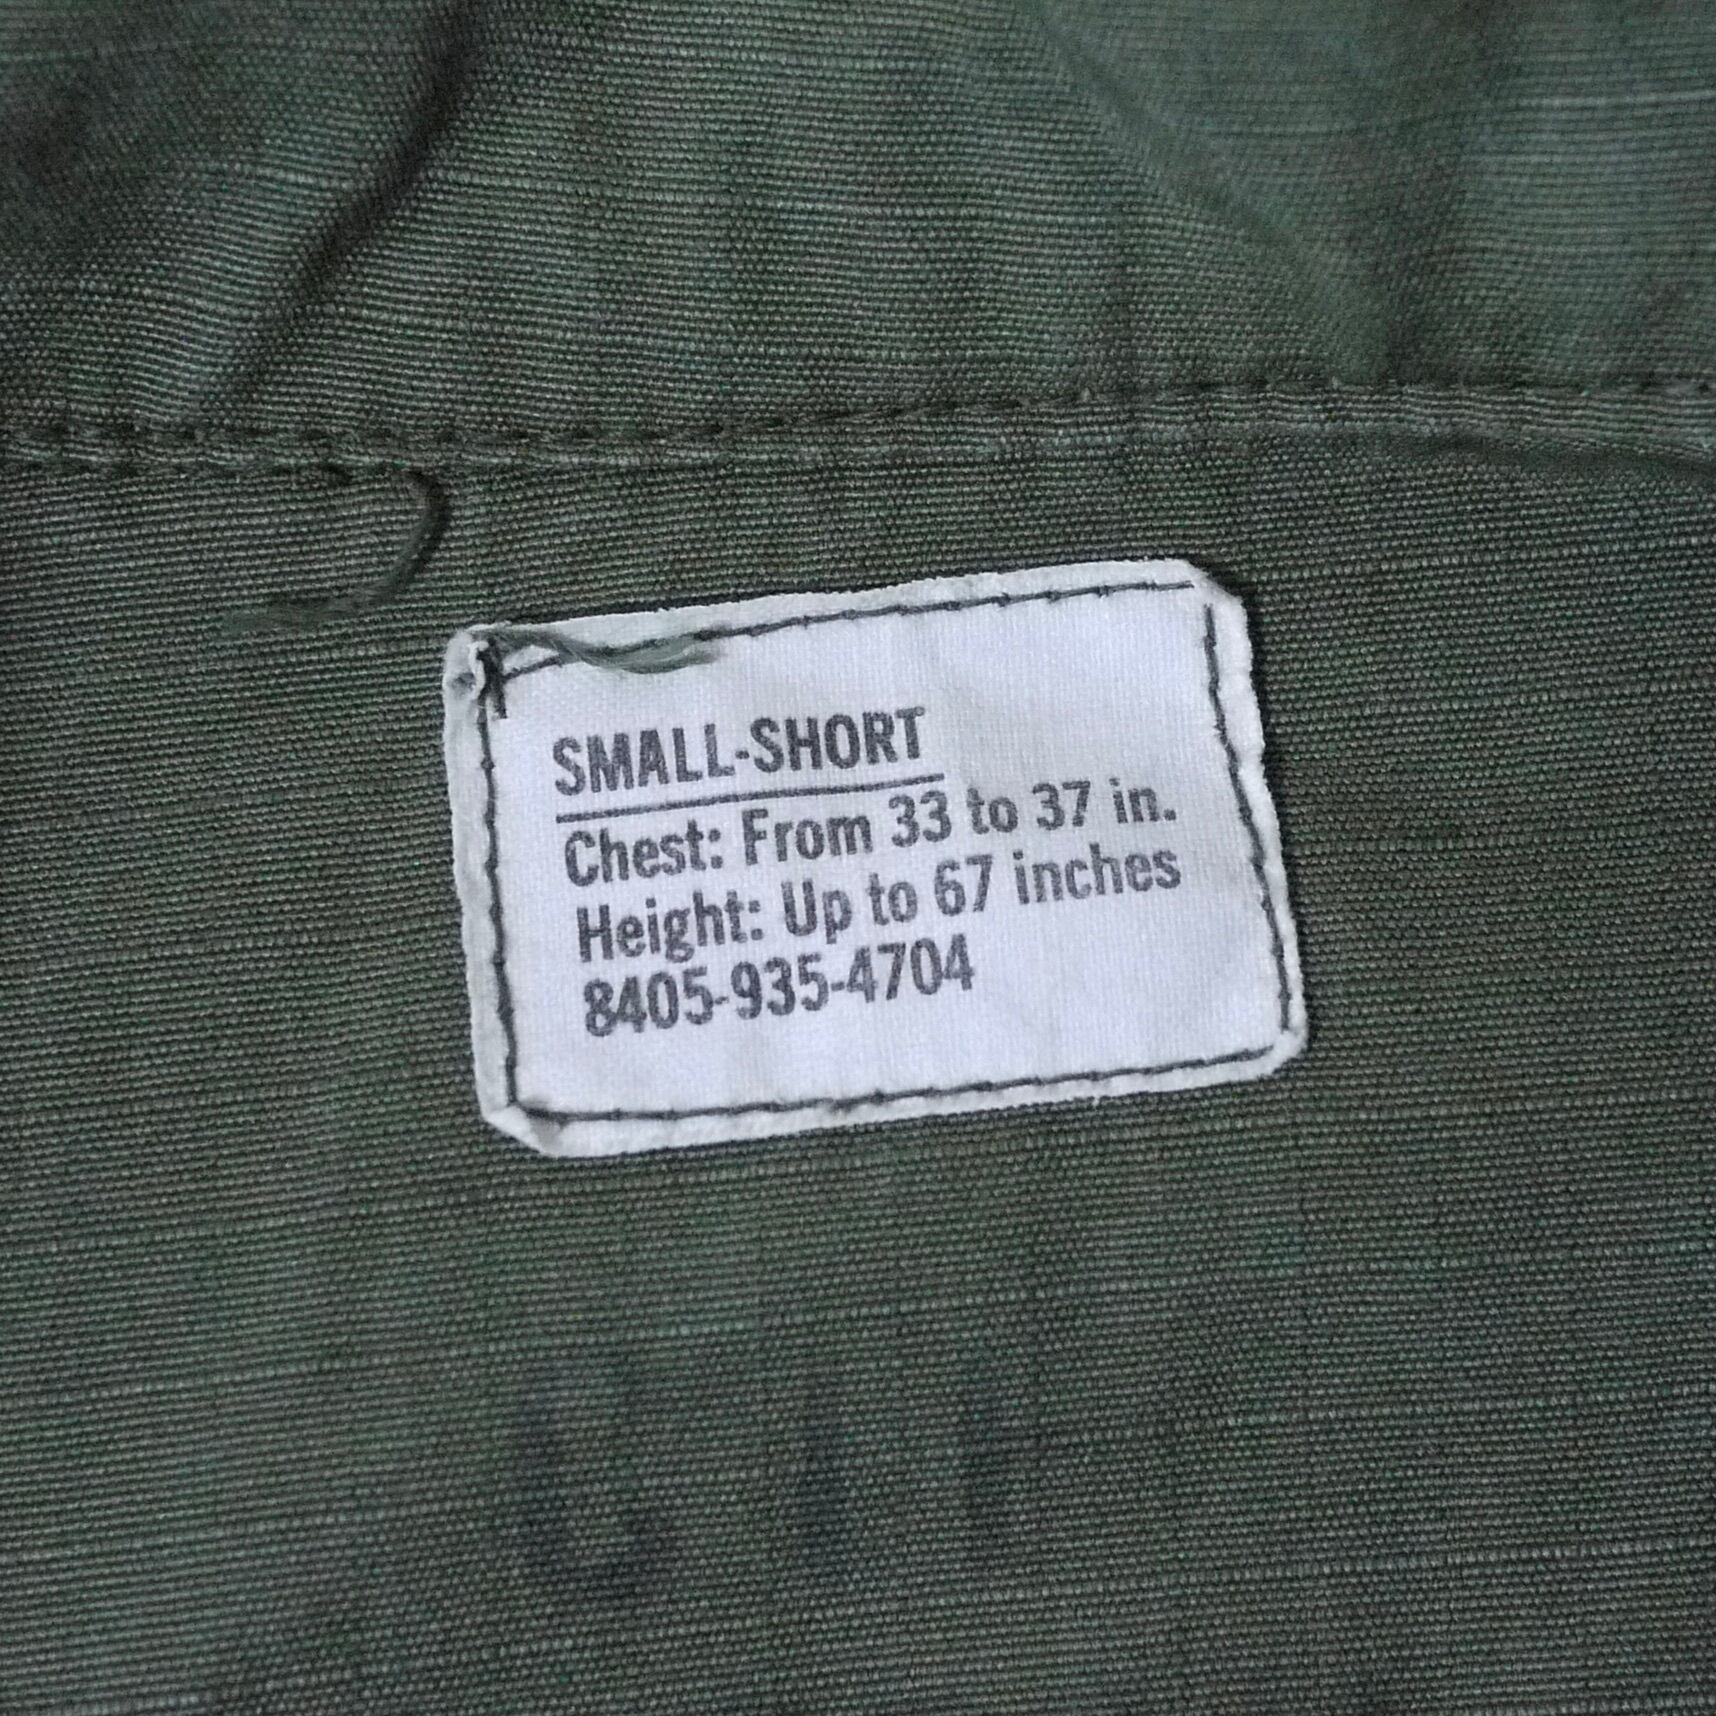 SMALL-SHORT
Chest: From 33 to 37 in.
Height: Up to 67 inches
8405-935-4704